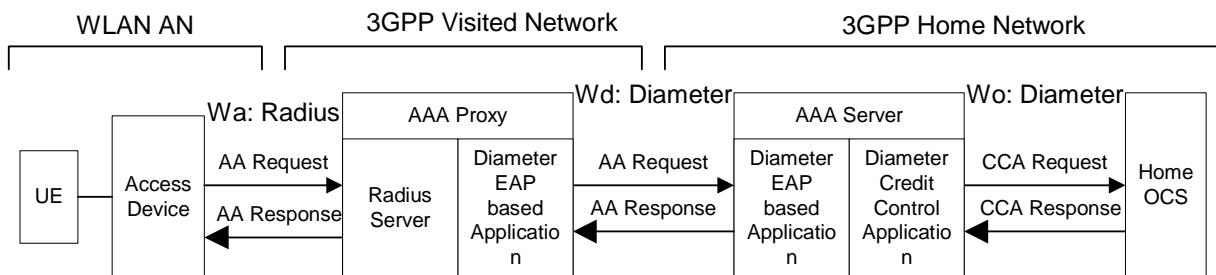 WLAN AN
3GPP Visited Network
3GPP Home Network
Wa: Radius
Wd: Diameter
Wo: Diameter
AAA Proxy
AAA Server
UE
Access
Device
AA Request
AA Response
Radius
Server
Diameter
EAP
based
Applicatio
n
AA Request
AA Response
Diameter
EAP
based
Applicatio
n
Diameter
Credit
Control
Applicatio
n
CCA Request
CCA Response
Home
OCS